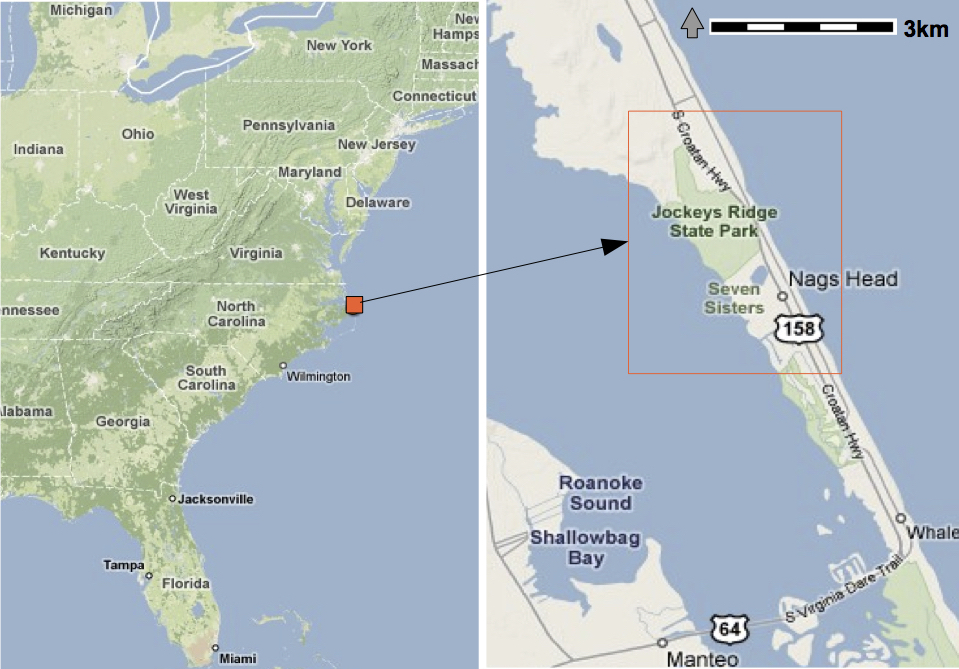 Michigan
New
Hamps
New York
Massach
Connecticut
Pennsylvania
Ohio
Indiana
New Jersey
Maryland
West
Virginia
Delaware
Kentucky
Virginia
nnessee
North
Carolina
South
Carolina
Wilmington
labama
Georgia
Jacksonville
Tampa
Florida
Miami
3km
S Croatan Hwy
Jockeys Ridge
State Park
Nags Head
Seven
Sisters
158
Croatan Hwy
Roanoke
Sound
Shallowbag
Bay
Whale
S Virginia Dare Trail
64
Manteo